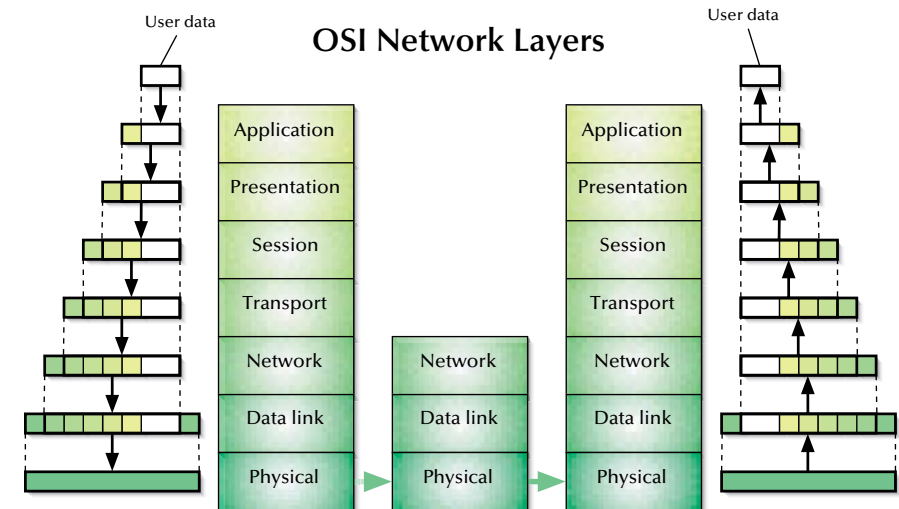 User data
OSI Network Layers
User data
Application
Presentation
Session
Transport
Network
Data link
Physical
Network
Data link
Physical
Application
Presentation
Session
Transport
Network
Data link
Physical